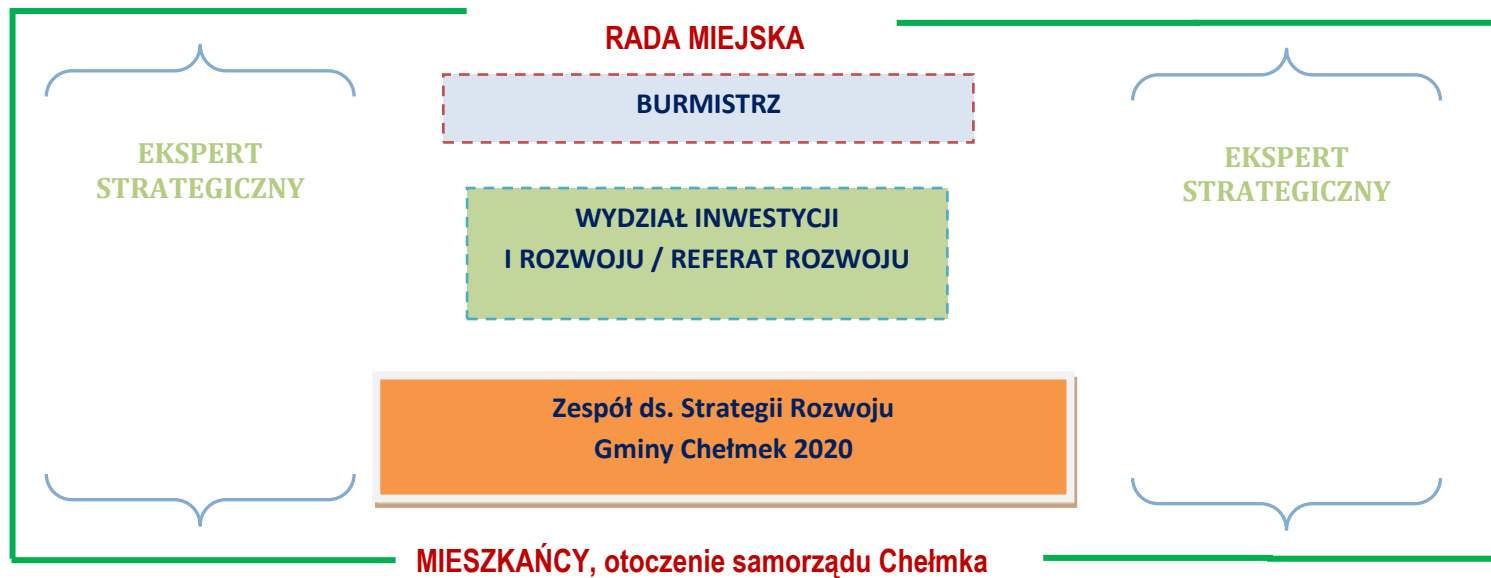 RADA MIEJSKA
BURMISTRZ
EKSPERT
STRATEGICZNY
WYDZIAŁ INWESTYCJI
I ROZWOJU / REFERAT ROZWOJU
EKSPERT
STRATEGICZNY
Zespół ds. Strategii Rozwoju
Gminy Chełmek 2020
MIESZKAŃCY, otoczenie samorządu Chełmka